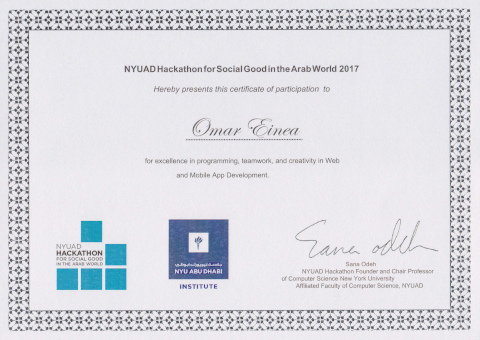 NYUAD Hackathon for Social Good in the Arab World 2017
Hereby presents this certificate of participation to
Omar Einea
for excellence in programming, teamwork, and creativity in Web
and Mobile App Development.
NYUAD
HACKATHON
FOR SOCIAL GOOD
IN THE ARAB WORLD
جامعة نيويورك أبوظبي
NYU ABU DHABI
INSTITUTE
Sana Odeh
Sana Odeh
NYUAD Hackathon Founder and Chair Professor
of Computer Science New York University
Affiliated Faculty of Computer Science, NYUAD